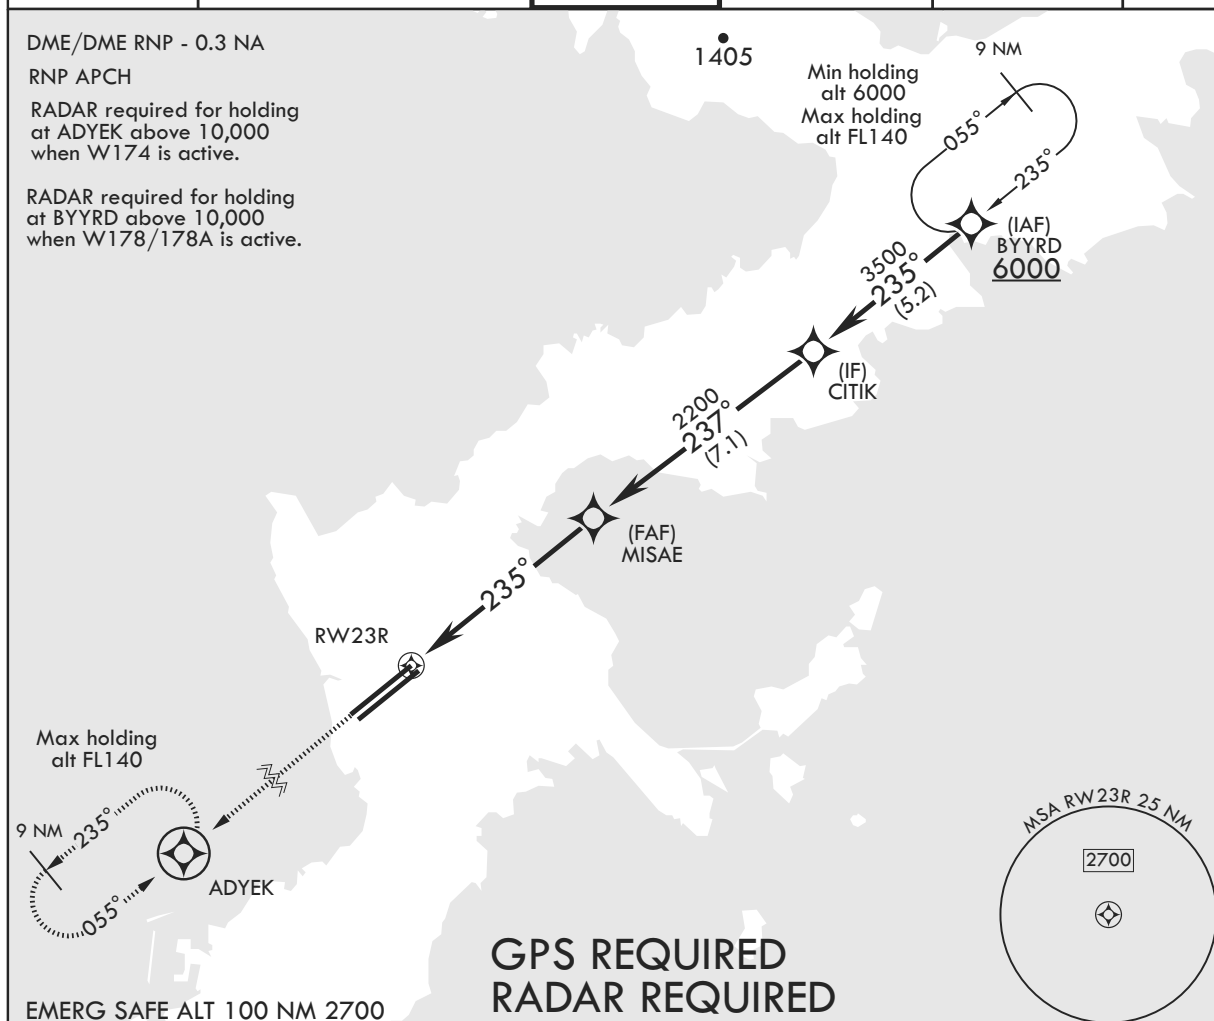 DME/DME RNP - 0.3 NA
RNP APCH
RADAR required for holding
at ADYEK above 10,000
when W174 is active.
RADAR required for holding
at BYYRD above 10,000
when W178/178A is active.
1405
Min holding
alt 6000
Max holding
alt FL140
9 NM
055°
235°
(IAF)
BYYRD
6000
3500
235°
(5.2)
(IF)
CITIK
2200
237°
(7.1)
(FAF)
MISAE
235°
RW23R
Max holding
alt FL140
9 NM
235°
055°
ADYEK
MSA RW23R 25 NM
2700
GPS REQUIRED
RADAR REQUIRED
EMERG SAFE ALT 100 NM 2700